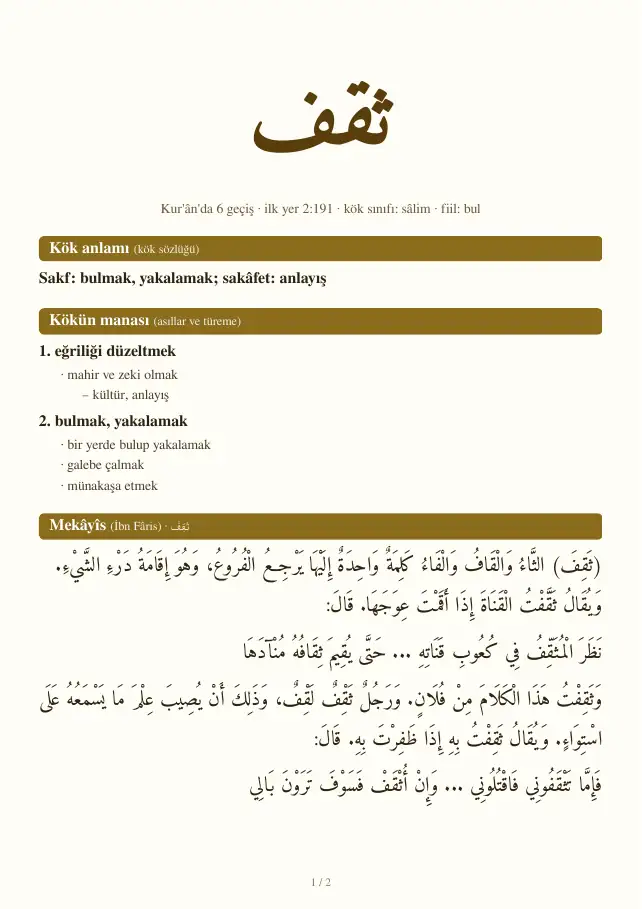 ثقف
Kur'ân'da 6 geçiş · ilk yer 2:191 · kök sınıfı: sâlim · fiil: bul
Kök anlamı (kök sözlüğü)
Sakf: bulmak, yakalamak; sakâfet: anlayış
Kökün manası (asıllar ve türeme)
1. eğriliği düzeltmek
· mahir ve zeki olmak
– kültür, anlayış
2. bulmak, yakalamak
· bir yerde bulup yakalamak
· galebe çalmak
· münakaşa etmek
Mekâyîs (İbn Fâris) · ثقف
(ثَقِفَ) الثَّاءُ وَالْقَافُ وَالْفَاءُ كَلِمَةٌ وَاحِدَةٌ إِلَيْهَا يَرْجِعُ الْفُرُوعُ، وَهُوَ إِقَامَةُ دَرْءِ الشَّيْءِ.
وَيُقَالُ ثَقَّفْتُ الْقَنَاةَ إِذَا أَقَمْتَ عِوَجَهَا. قَالَ:
نَظَرَ الْمُثَقِّفُ فِي كُعُوبِ قَنَاتِهِ ... حَتَّى يُقِيمَ ثِقَافُهُ مُنْآدَهَا
وَثَقِفْتُ هَذَا الْكَلَامَ مِنْ فُلَانٍ. وَرَجُلٌ ثَقْفٌ لَقْفٌ، وَذَلِكَ أَنْ يُصِيبَ عِلْمَ مَا يَسْمَعُهُ عَلَى
اسْتِوَاءٍ. وَيُقَالُ ثَقِفْتُ بِهِ إِذَا ظَفِرْتَ بِهِ. قَالَ:
فَإِمَّا تَثْقَفُونِي فَاقْتُلُونِي ... وَإِنْ أُثْقَفْ فَسَوْفَ تَرَوْنَ بَالِي
1 / 2